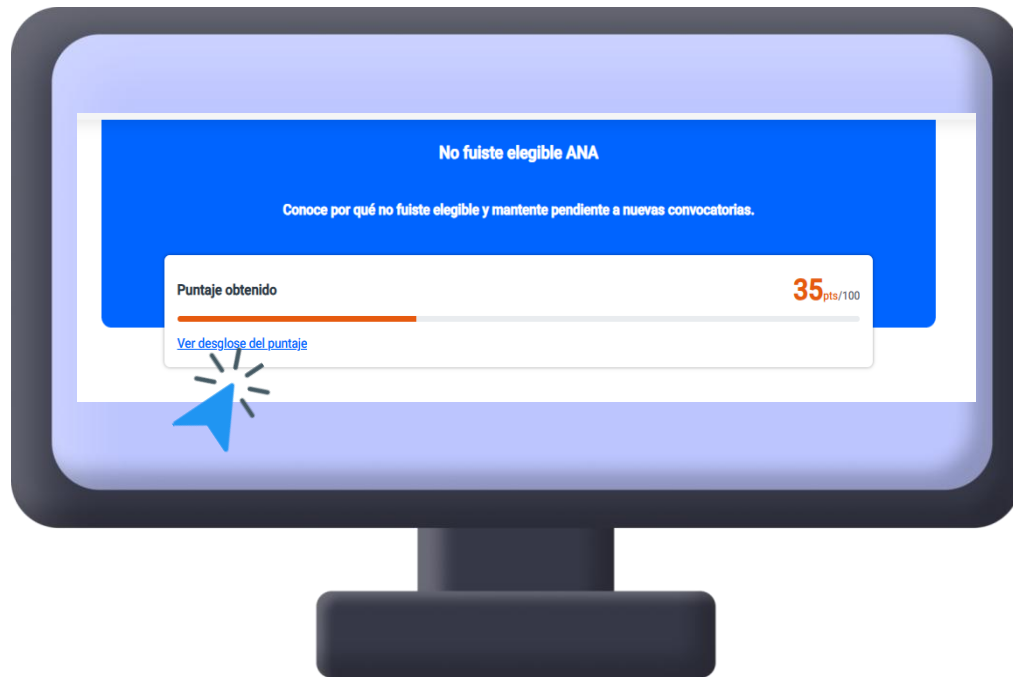 No fuiste elegible ANA
Conoce por qué no fuiste elegible y mantente pendiente a nuevas convocatorias.
Puntaje obtenido
35pts/100
Ver desglose del puntaje